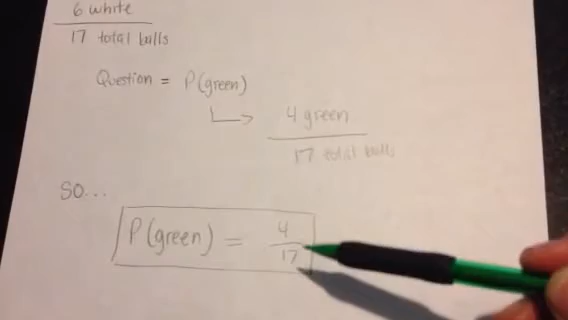 6 white
17 total balls
Question = P(green)
4 green
17 total balls
SO...
P(green) = 4
17